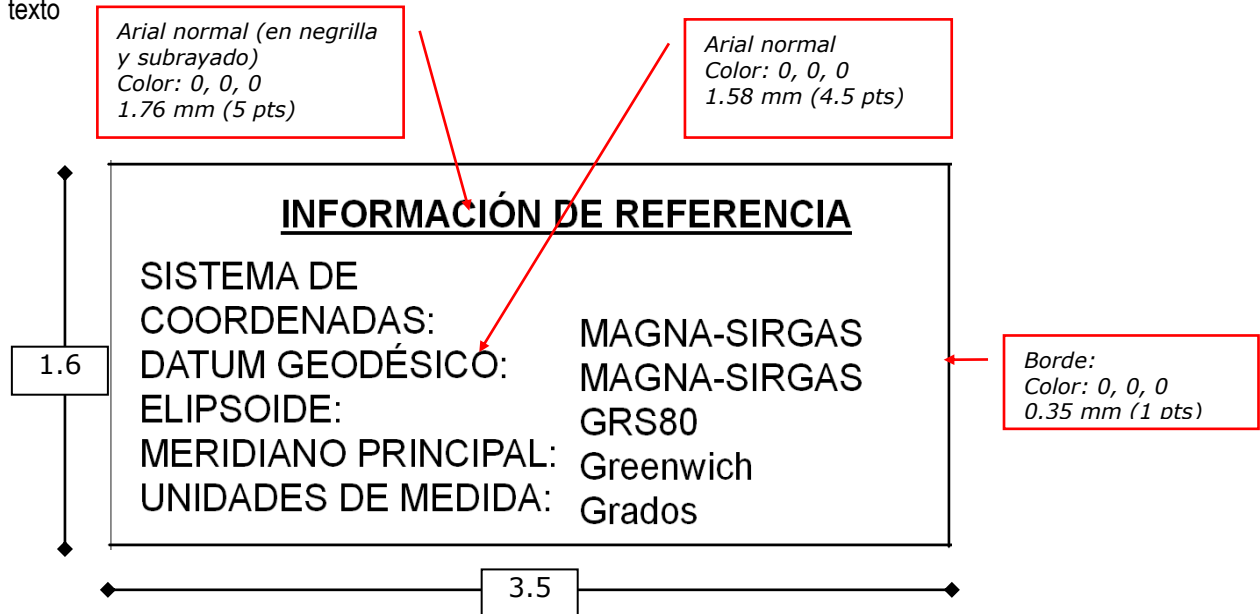 texto
Arial normal (en negrilla
y subrayado)
Color: 0, 0, 0
1.76 mm (5 pts)
Arial normal
Color: 0, 0, 0
1.58 mm (4.5 pts)
INFORMACIÓN DE REFERENCIA
SISTEMA DE
COORDENADAS: MAGNA-SIRGAS
DATUM GEODÉSICO: MAGNA-SIRGAS
ELIPSOIDE: GRS80
MERIDIANO PRINCIPAL: Greenwich
UNIDADES DE MEDIDA: Grados
1.6
Borde:
Color: 0, 0, 0
0.35 mm (1 pts)
3.5